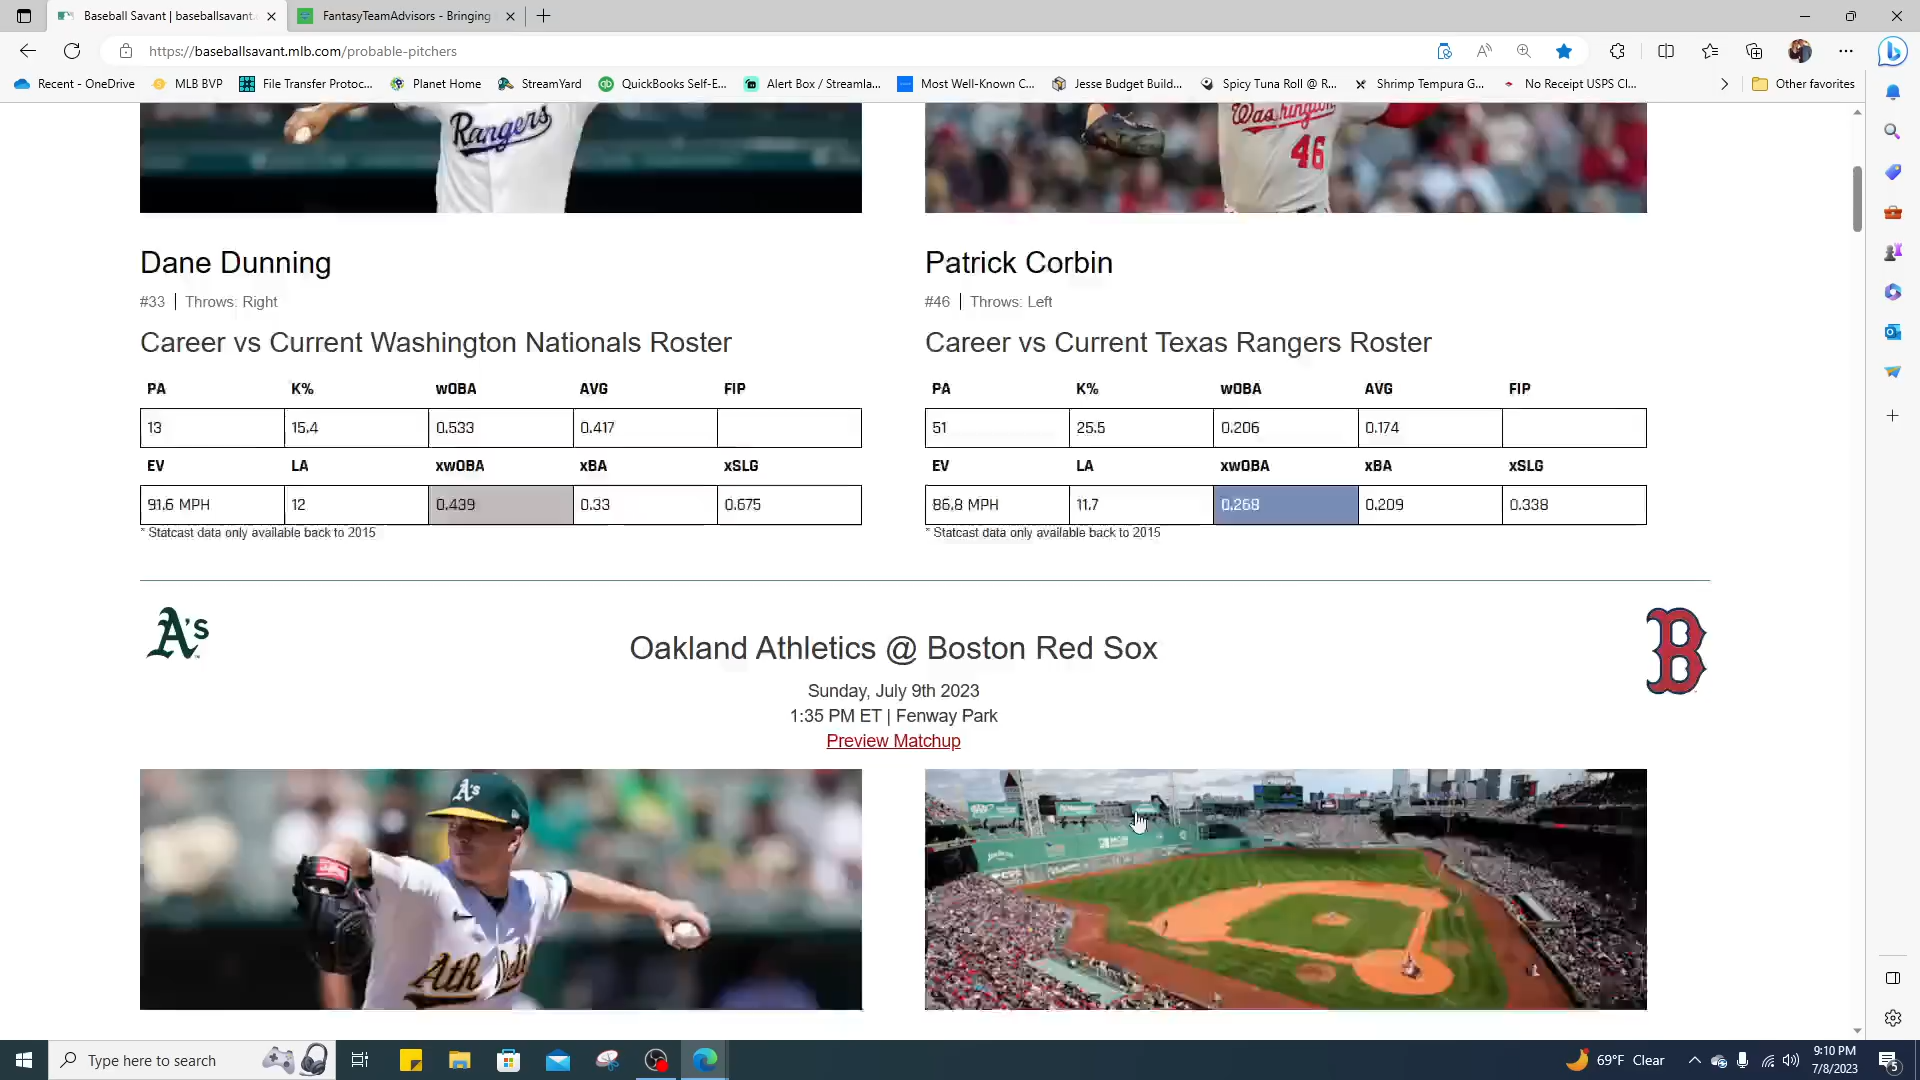 Baseball Savant | baseballsavant.
FantasyTeamAdvisors - Bringing
https://baseballsavant.mlb.com/probable-pitchers
Recent - OneDrive
MLB BVP
File Transfer Protoc...
Planet Home
StreamYard
QuickBooks Self-E...
Alert Box / Streamla...
Most Well-Known C...
Jesse Budget Build...
Spicy Tuna Roll @ R...
Shrimp Tempura G...
No Receipt USPS Cl...
Other favorites
Rangers
Washington
46
Dane Dunning
#33 | Throws: Right
Career vs Current Washington Nationals Roster
PA K% wOBA AVG FIP
13 15.4 0.533 0.417
EV LA xwOBA xBA xSLG
91.6 MPH 12 0.439 0.33 0.675
* Statcast data only available back to 2015
Patrick Corbin
#46 | Throws: Left
Career vs Current Texas Rangers Roster
PA K% wOBA AVG FIP
51 25.5 0.206 0.174
EV LA xwOBA xBA xSLG
86.8 MPH 11.7 0.268 0.209 0.338
* Statcast data only available back to 2015
A's
Oakland Athletics @ Boston Red Sox
B
Sunday, July 9th 2023
1:35 PM ET | Fenway Park
Preview Matchup
A's
Type here to search
69°F Clear
9:10 PM
7/8/2023
5